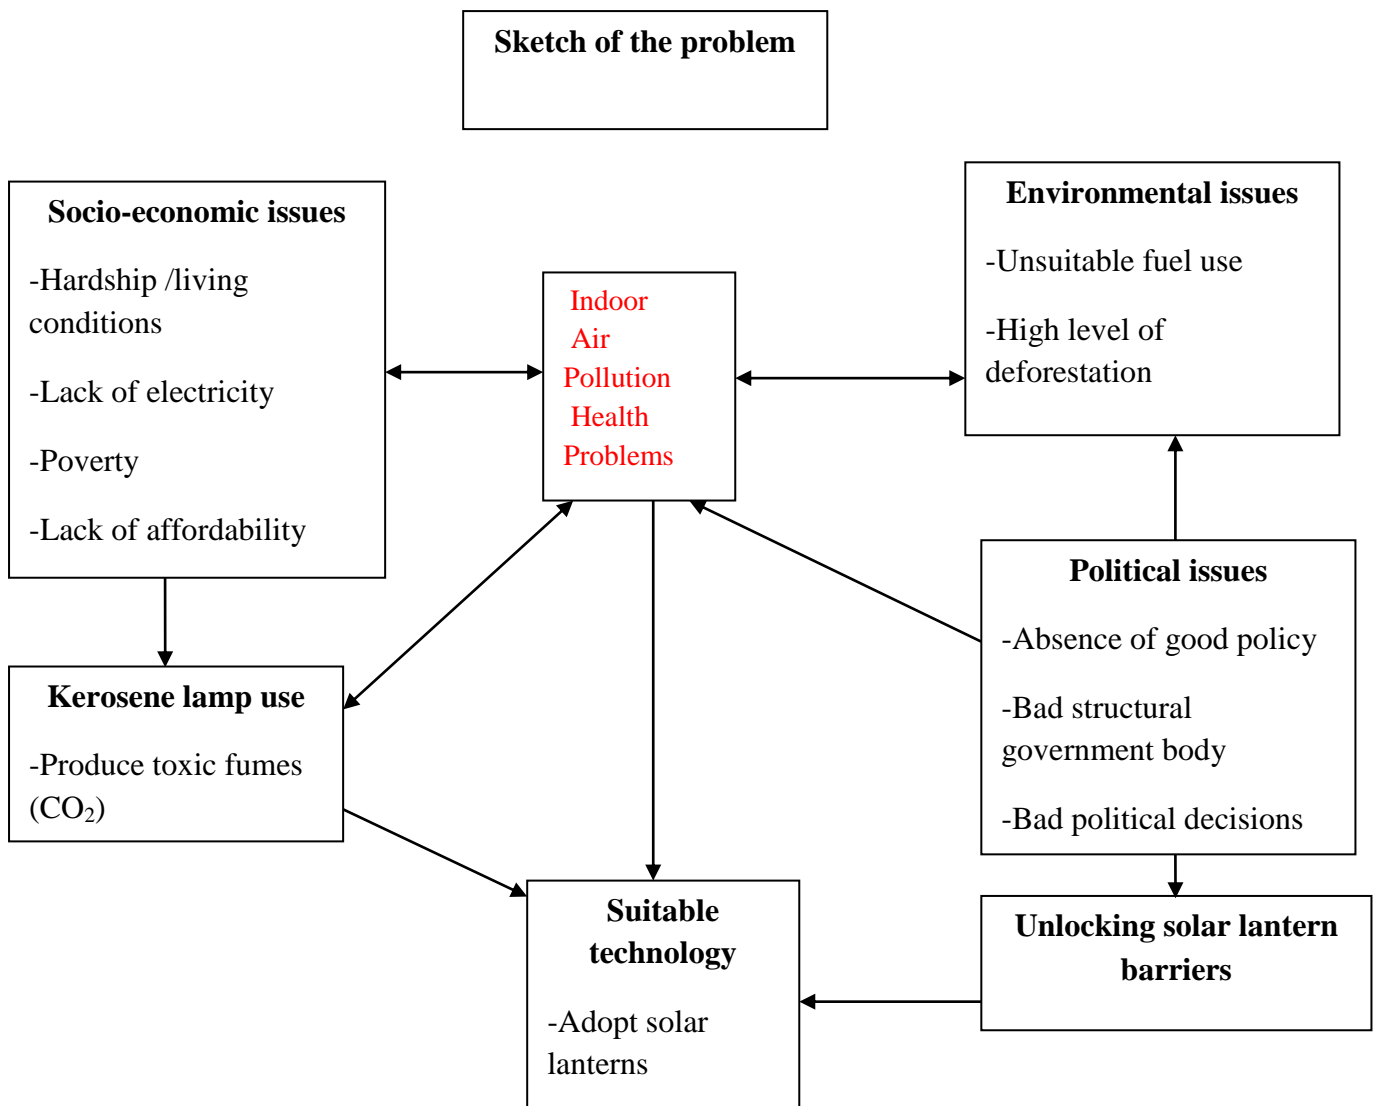 Sketch of the problem
Socio-economic issues
-Hardship /living
conditions
-Lack of electricity
-Poverty
-Lack of affordability
Indoor
Air
Pollution
Health
Problems
Environmental issues
-Unsuitable fuel use
-High level of
deforestation
Kerosene lamp use
-Produce toxic fumes
(CO₂)
Political issues
-Absence of good policy
-Bad structural
government body
-Bad political decisions
Suitable
technology
-Adopt solar
lanterns
Unlocking solar lantern
barriers